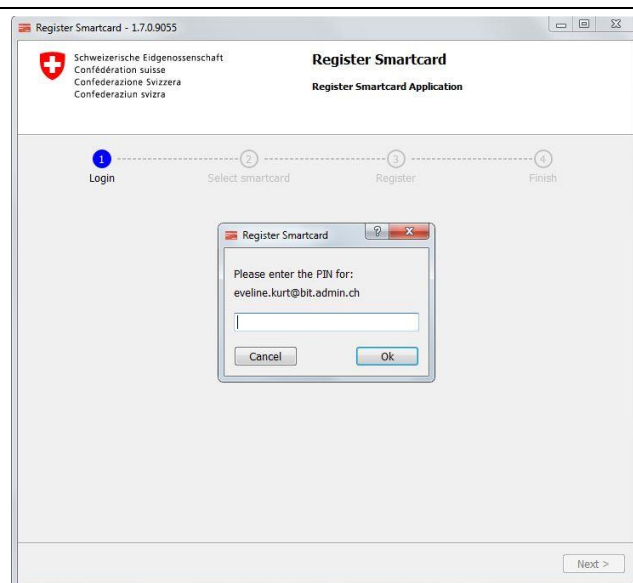 Register Smartcard - 1.7.0.9055
Schweizerische Eidgenossenschaft
Confédération suisse
Confederazione Svizzera
Confederaziun svizra
Register Smartcard
Register Smartcard Application
1
2
3
4
Login
Select smartcard
Register
Finish
Register Smartcard
?
Please enter the PIN for:
eveline.kurt@bit.admin.ch
Cancel
Ok
Next >